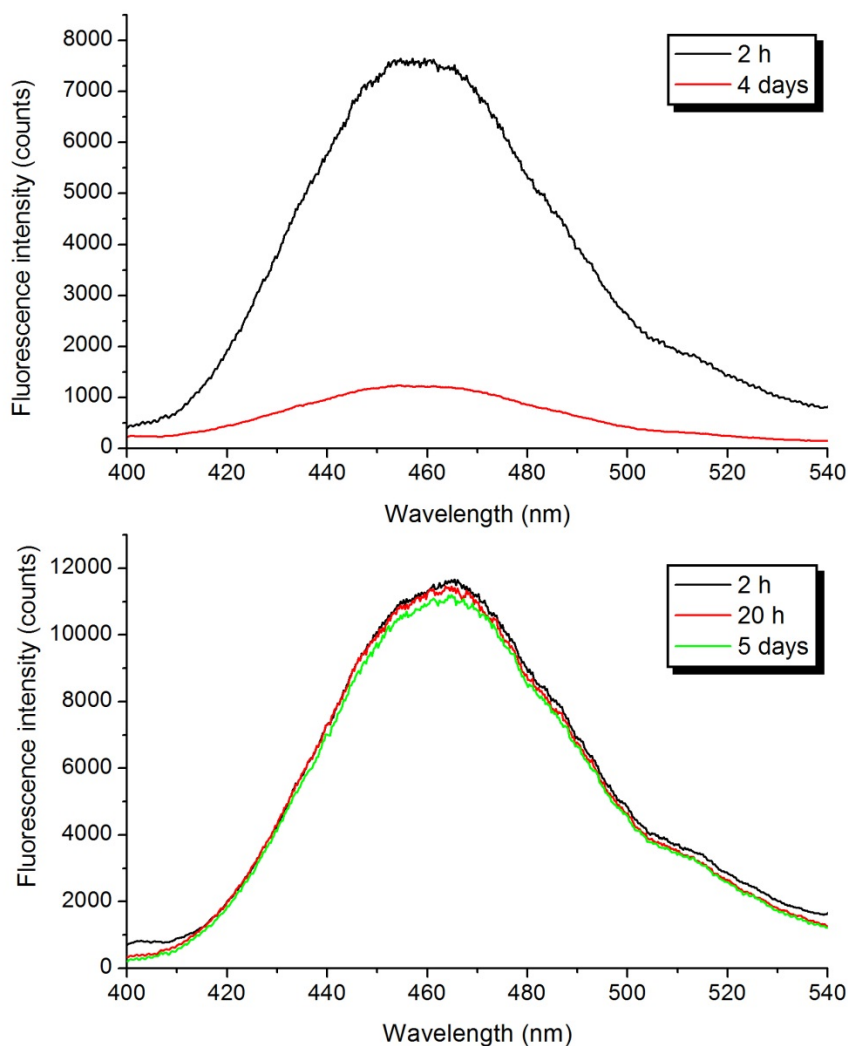 Fluorescence intensity (counts)
8000
7000
6000
5000
4000
3000
2000
1000
0
2 h
4 days
400 420 440 460 480 500 520 540
Wavelength (nm)
Fluorescence intensity (counts)
12000
10000
8000
6000
4000
2000
0
2 h
20 h
5 days
400 420 440 460 480 500 520 540
Wavelength (nm)